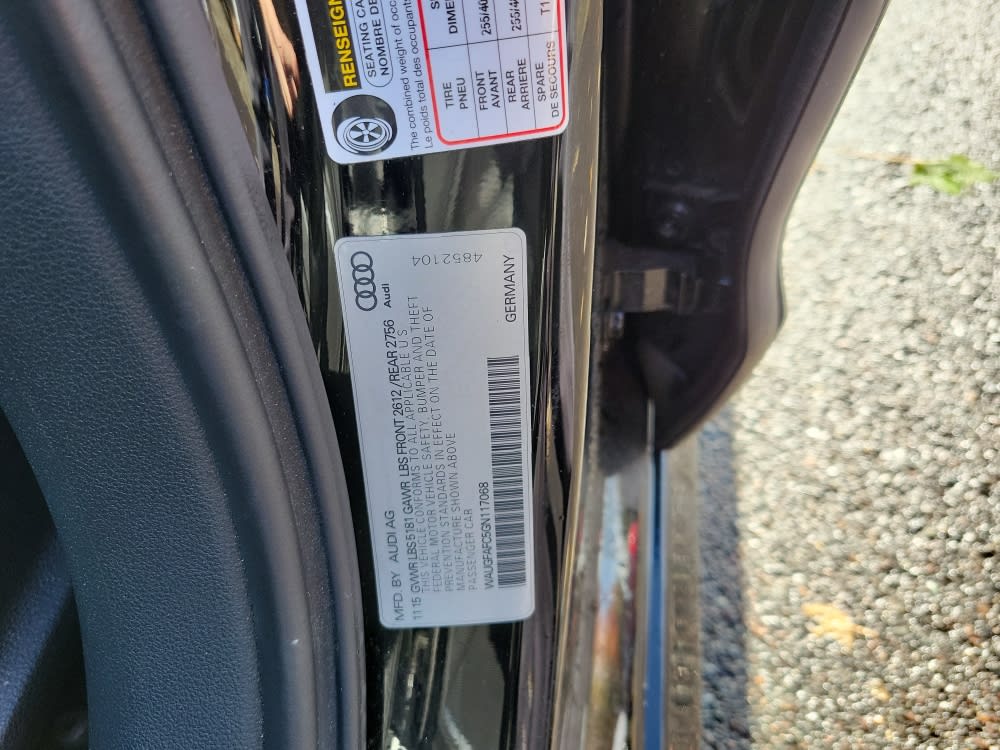 RENSEIGN
SEATING CA
NOMBRE DE
The combined weight of occ
Le poids total des occupants
TIRE
PNEU
DIME
FRONT
AVANT
255/40
REAR
ARRIERE
255/4
SPARE
DE SECOURS
T1
Audi
4852104
MFD. BY AUDI AG
11 15 GVWR LBS 5181 GAWR LBS FRONT 2612 / REAR 2756
THIS VEHICLE CONFORMS TO ALL APPLICABLE U S
FEDERAL MOTOR VEHICLE SAFETY, BUMPER AND THEFT
PREVENTION STANDARDS IN EFFECT ON THE DATE OF
MANUFACTURE SHOWN ABOVE
PASSENGER CAR
WAUGFAFC5GN117068
GERMANY